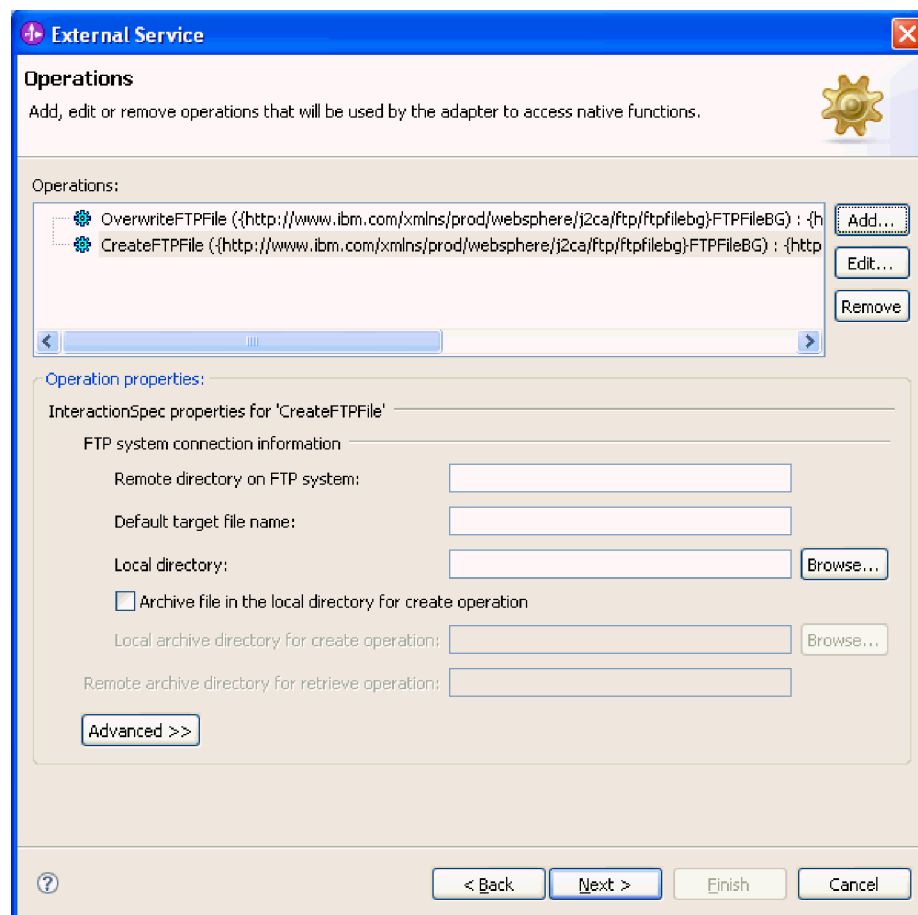 External Service
Operations
Add, edit or remove operations that will be used by the adapter to access native functions.
Operations:
OverwriteFTPFile ({http://www.ibm.com/xmlns/prod/websphere/j2ca/ftp/ftpfilebg}FTPFileBG) : {h
Add...
CreateFTPFile ({http://www.ibm.com/xmlns/prod/websphere/j2ca/ftp/ftpfilebg}FTPFileBG) : {http
Edit...
Remove
Operation properties:
InteractionSpec properties for 'CreateFTPFile'
FTP system connection information
Remote directory on FTP system:
Default target file name:
Local directory:
Browse...
Archive file in the local directory for create operation
Local archive directory for create operation:
Browse...
Remote archive directory for retrieve operation:
Advanced >>
?
< Back
Next >
Finish
Cancel